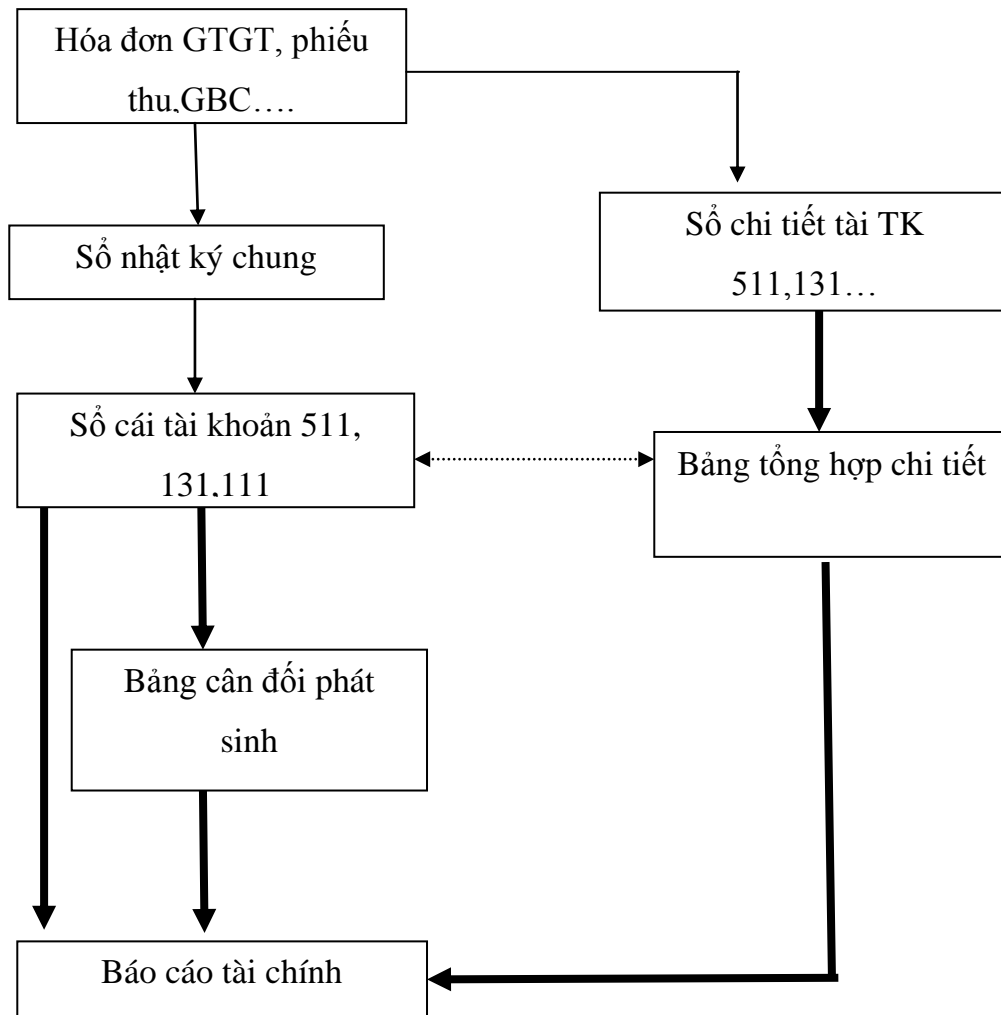 Hóa đơn GTGT, phiếu
thu,GBC….
Sổ chi tiết tài TK
511,131…
Sổ nhật ký chung
Sổ cái tài khoản 511,
131,111
Bảng tổng hợp chi tiết
Bảng cân đối phát
sinh
Báo cáo tài chính